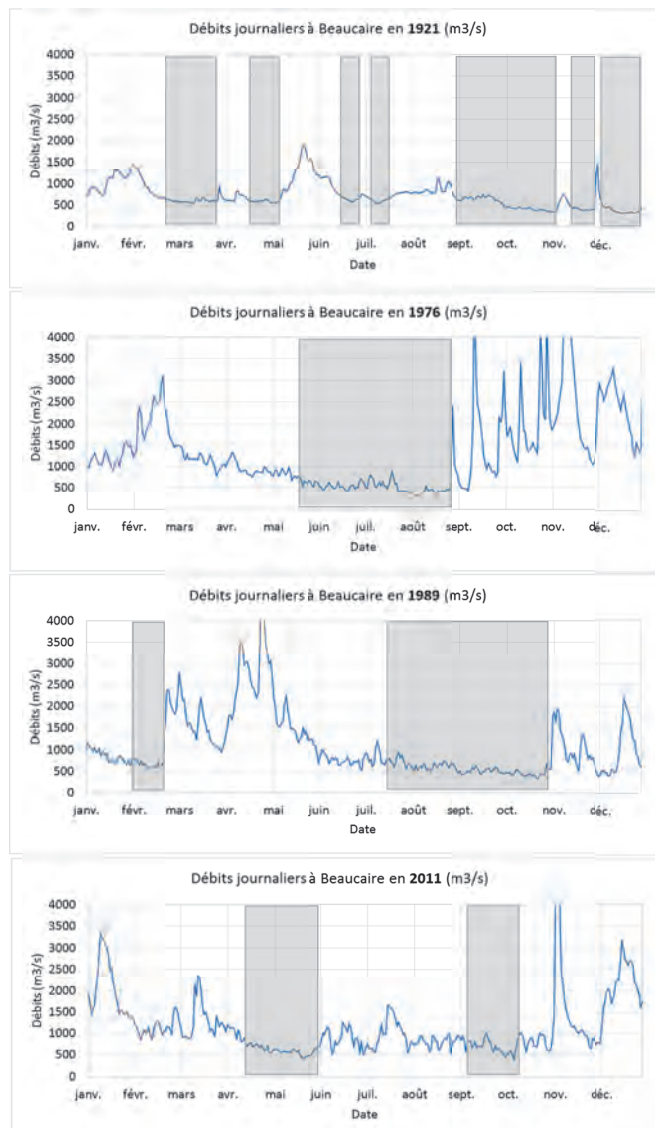 Débits journaliers à Beaucaire en 1921 (m3/s)
Débits (m3/s)
4000
3500
3000
2500
2000
1500
1000
500
0
janv. févr. mars avr. mai juin juil. août sept. oct. nov. déc.
Date
Débits journaliers à Beaucaire en 1976 (m3/s)
Débits (m3/s)
4000
3500
3000
2500
2000
1500
1000
500
0
janv. févr. mars avr. mai juin juil. août sept. oct. nov. déc.
Date
Débits journaliers à Beaucaire en 1989 (m3/s)
Débits (m3/s)
4000
3500
3000
2500
2000
1500
1000
500
0
janv. févr. mars avr. mai juin juil. août sept. oct. nov. déc.
Date
Débits journaliers à Beaucaire en 2011 (m3/s)
Débits (m3/s)
4000
3500
3000
2500
2000
1500
1000
500
0
janv. févr. mars avr. mai juin juil. août sept. oct. nov. déc.
Date